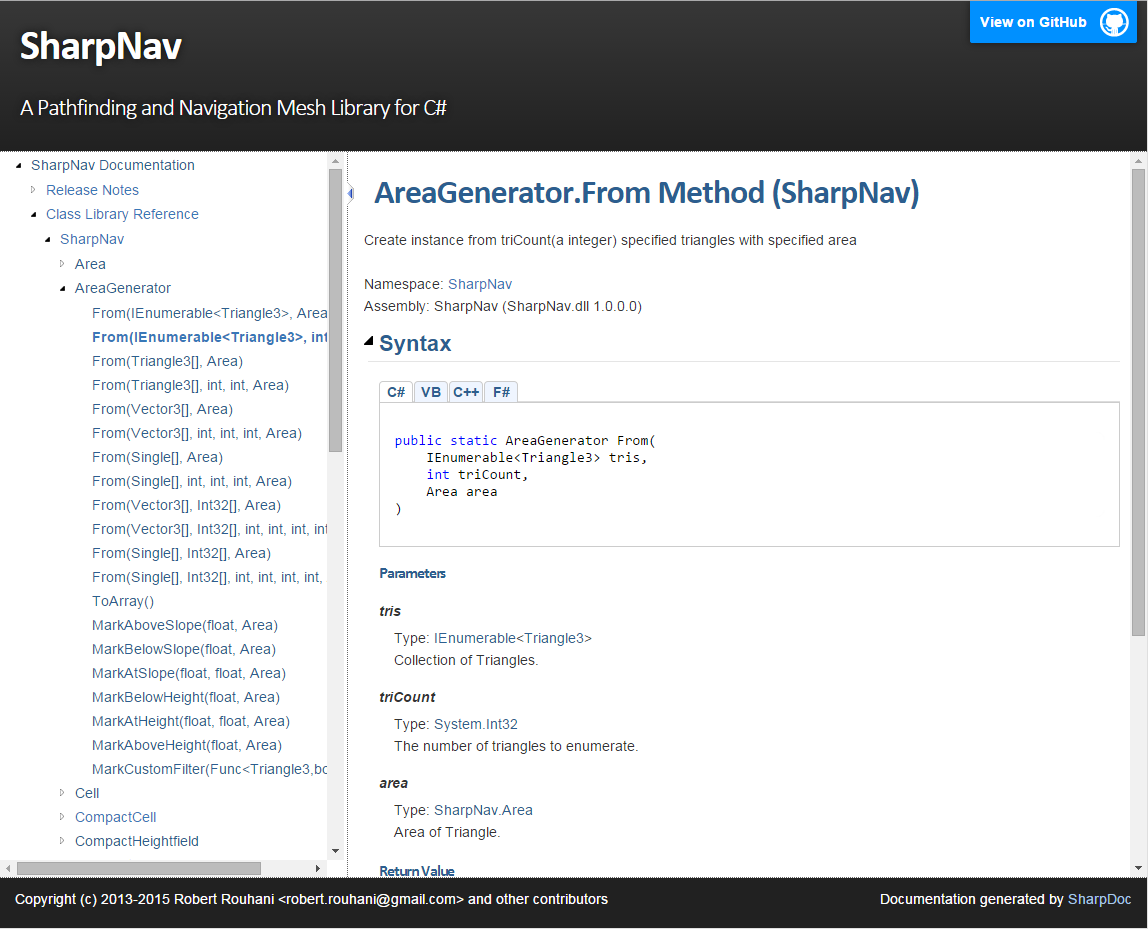 SharpNav
View on GitHub
A Pathfinding and Navigation Mesh Library for C#
SharpNav Documentation
Release Notes
Class Library Reference
SharpNav
Area
AreaGenerator
From(IEnumerable<Triangle3>, Area
From(IEnumerable<Triangle3>, int
From(Triangle3[], Area)
From(Triangle3[], int, int, Area)
From(Vector3[], Area)
From(Vector3[], int, int, int, Area)
From(Single[], Area)
From(Single[], int, int, int, Area)
From(Vector3[], Int32[], Area)
From(Vector3[], Int32[], int, int, int, int
From(Single[], Int32[], Area)
From(Single[], Int32[], int, int, int, int,
ToArray()
MarkAboveSlope(float, Area)
MarkBelowSlope(float, Area)
MarkAtSlope(float, float, Area)
MarkBelowHeight(float, Area)
MarkAtHeight(float, float, Area)
MarkAboveHeight(float, Area)
MarkCustomFilter(Func<Triangle3,bo
Cell
CompactCell
CompactHeightfield
AreaGenerator.From Method (SharpNav)
Create instance from triCount(a integer) specified triangles with specified area
Namespace: SharpNav
Assembly: SharpNav (SharpNav.dll 1.0.0.0)
Syntax
C# VB C++ F#
public static AreaGenerator From(
IEnumerable<Triangle3> tris,
int triCount,
Area area
)
Parameters
tris
Type: IEnumerable<Triangle3>
Collection of Triangles.
triCount
Type: System.Int32
The number of triangles to enumerate.
area
Type: SharpNav.Area
Area of Triangle.
Return Value
Copyright (c) 2013-2015 Robert Rouhani <robert.rouhani@gmail.com> and other contributors
Documentation generated by SharpDoc